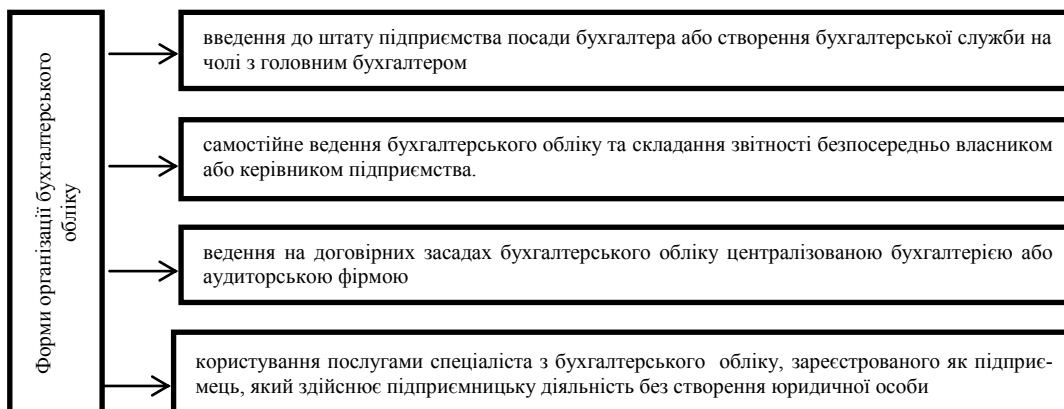 Форми організації бухгалтерського
обліку
введення до штату підприємства посади бухгалтера або створення бухгалтерської служби на
чолі з головним бухгалтером
самостійне ведення бухгалтерського обліку та складання звітності безпосередньо власником
або керівником підприємства.
ведення на договірних засадах бухгалтерського обліку централізованою бухгалтерією або
аудиторською фірмою
користування послугами спеціаліста з бухгалтерського обліку, зареєстрованого як підприє-
мець, який здійснює підприємницьку діяльність без створення юридичної особи